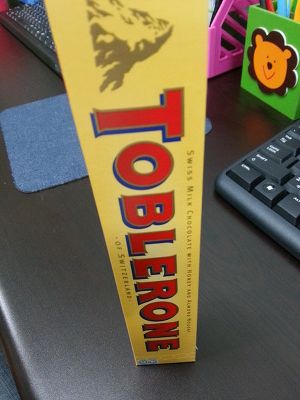 TOBLERONE
SWISS MILK CHOCOLATE WITH HONEY AND ALMOND NOUGAT
OF SWITZERLAND